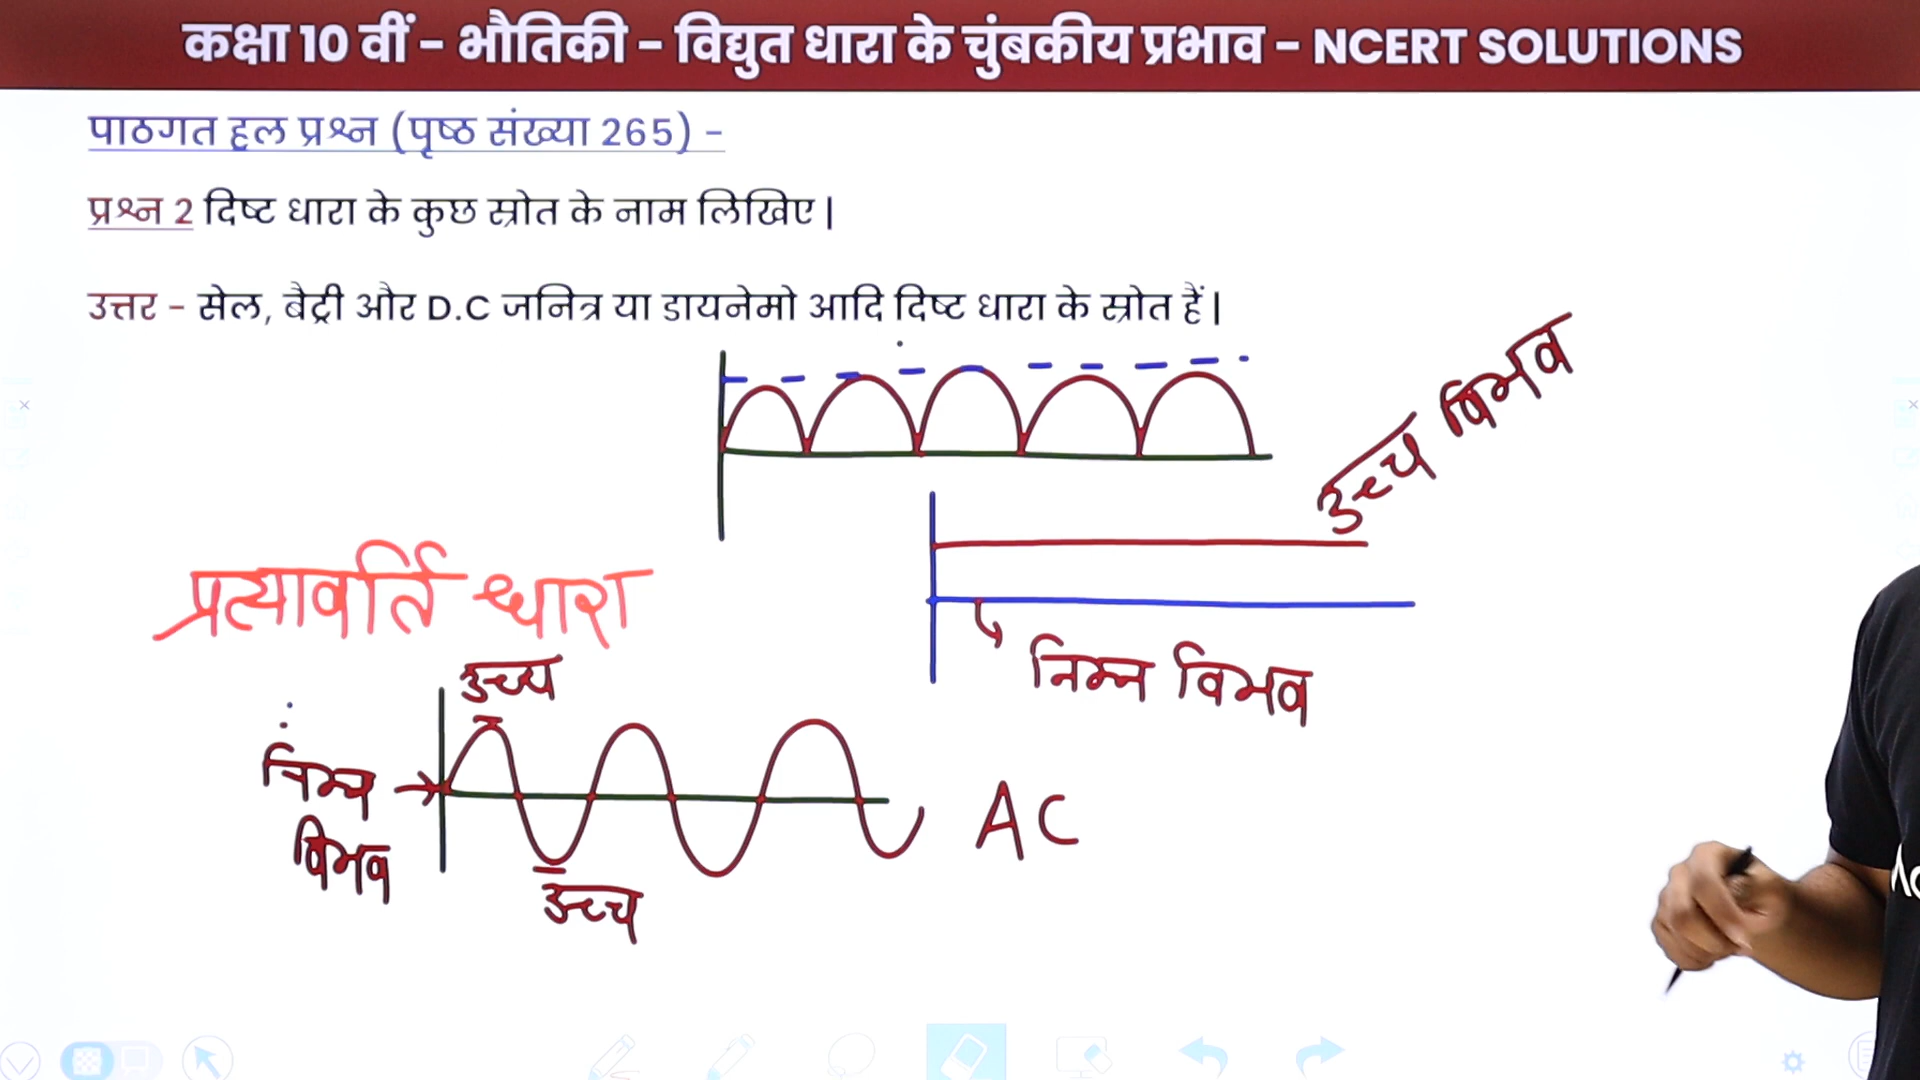 कक्षा 10 वीं - भौतिकी - विद्युत धारा के चुंबकीय प्रभाव - NCERT SOLUTIONS
पाठगत हल प्रश्न (पृष्ठ संख्या 265) -
प्रश्न 2 दिष्ट धारा के कुछ स्रोत के नाम लिखिए |
उत्तर - सेल, बैट्री और D.C जनित्र या डायनेमो आदि दिष्ट धारा के स्रोत हैं |
उच्च विभव
प्रत्यावर्ति धारा
निम्न विभव
उच्च
निम्न
विभव
AC
उच्च